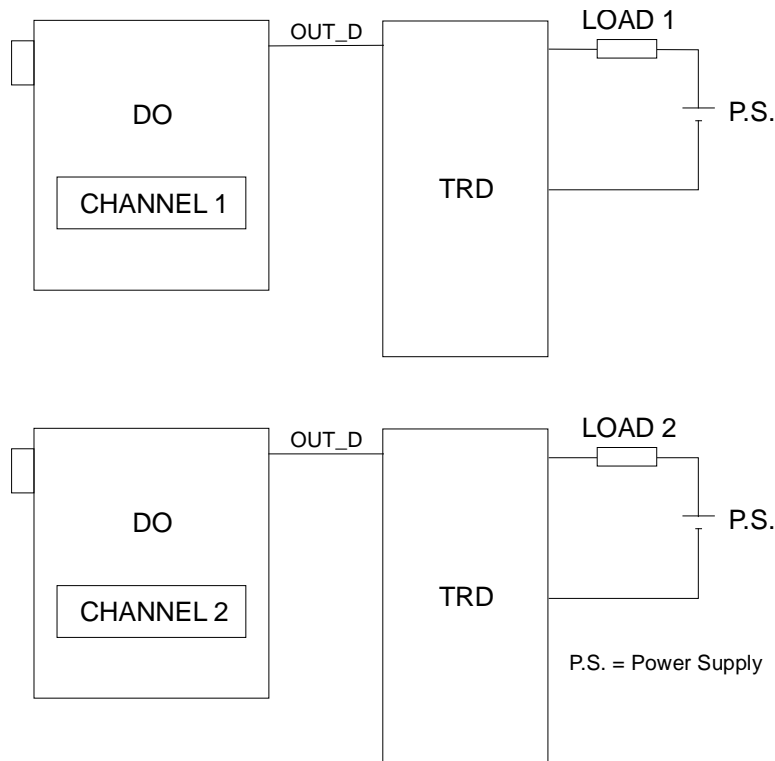 LOAD 1
OUT_D
DO
P.S.
TRD
CHANNEL 1
LOAD 2
OUT_D
DO
P.S.
TRD
CHANNEL 2
P.S. = Power Supply